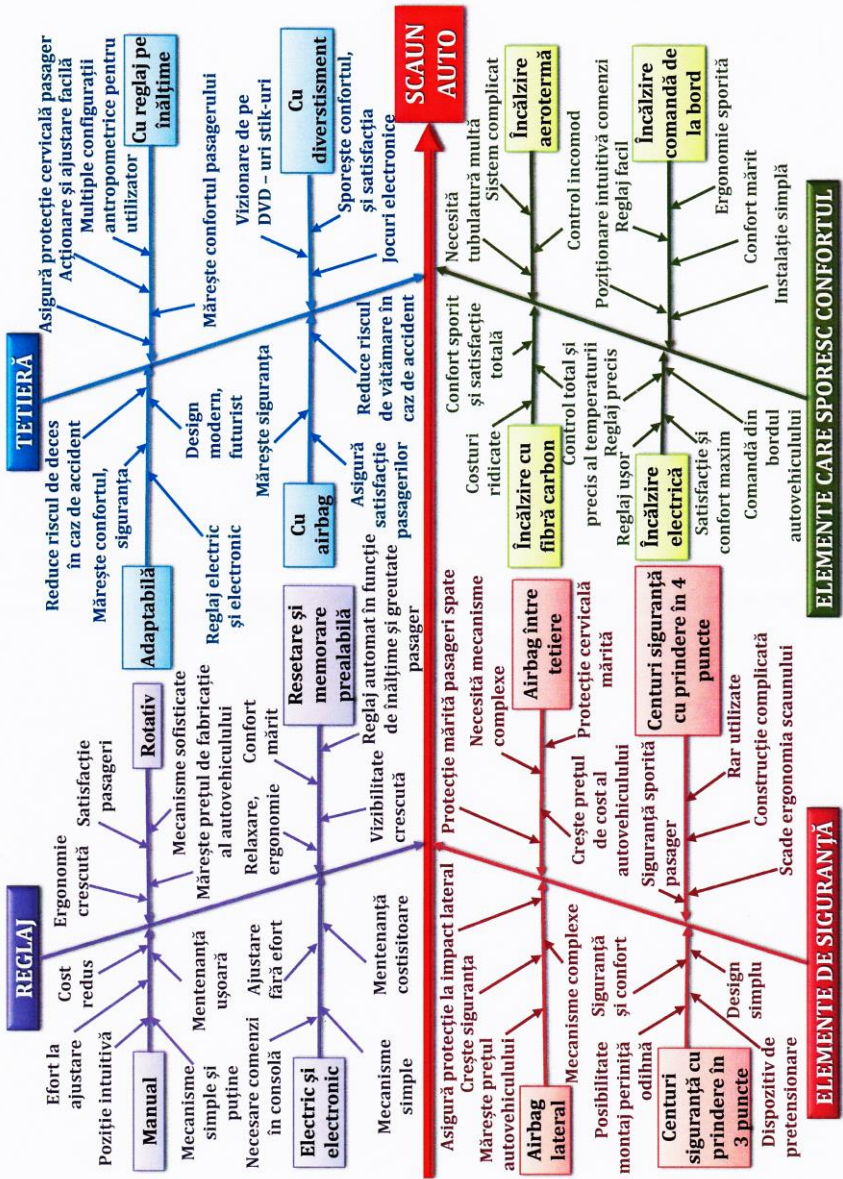 REGLAJ
Efort la
ajustare
Cost
redus
Ergonomie
crescută
Satisfacție
pasageri
Poziție intuitivă
Manual
Rotativ
Mecanisme
simple și
puține
Mentenanță
ușoară
Mecanisme sofisticate
Mărește prețul de fabricație
al autovehiculului
Necesare comenzi
în consolă
Ajustare
fără efort
Relaxare,
ergonomie
Confort
mărit
Electric și
electronic
Resetare și
memorare
prealabilă
Mecanisme
simple
Mentenanță
costisitoare
Vizibilitate
crescută
Reglaj automat în funcție
de înălțime și greutate
pasager
TETIERĂ
Reduce riscul de deces
în caz de accident
Mărește confortul,
siguranța
Asigură protecție cervicală pasager
Acționare și ajustare facilă
Multiple configurații
antropometrice pentru
utilizator
Adaptabilă
Cu reglaj pe
înălțime
Reglaj electric
și electronic
Design
modern,
futurist
Mărește confortul pasagerului
Mărește siguranța
Vizionare de pe
DVD – uri stik-uri
Cu
airbag
Cu
diverstisment
Asigură
satisfacție
pasagerilor
Reduce riscul
de vătămare în
caz de accident
Sporește confortul,
și satisfacția
Jocuri electronice
SCAUN
AUTO
Asigură protecție la impact lateral
Crește siguranța
Mărește prețul
autovehiculului
Protecție mărită pasageri spate
Necesită mecanisme
complexe
Airbag
lateral
Airbag între
tetiere
Mecanisme complexe
Crește prețul
de cost al
autovehiculului
Protecție cervicală
mărită
Posibilitate
montaj perniță
odihnă
Siguranță
și confort
Siguranță sporită
pasager
Centuri
siguranță cu
prindere în
3 puncte
Centuri siguranță
cu prindere în 4
puncte
Dispozitiv de
pretensionare
Design
simplu
Rar utilizate
Construcție complicată
Scade ergonomia scaunului
ELEMENTE DE SIGURANȚĂ
Costuri
ridicate
Confort sporit
și satisfacție
totală
Necesită
tubulatură multă
Sistem complicat
Încălzire cu
fibră carbon
Încălzire
aerotermă
Control total și
precis al temperaturii
Control incomod
Reglaj ușor
Reglaj precis
Poziționare intuitivă comenzi
Reglaj facil
Încălzire
electrică
Încălzire
comandă de
la bord
Satisfacție și
confort maxim
Comandă din
bordul
autovehiculului
Instalație simplă
Confort mărit
Ergonomie sporită
ELEMENTE CARE SPORESC CONFORTUL